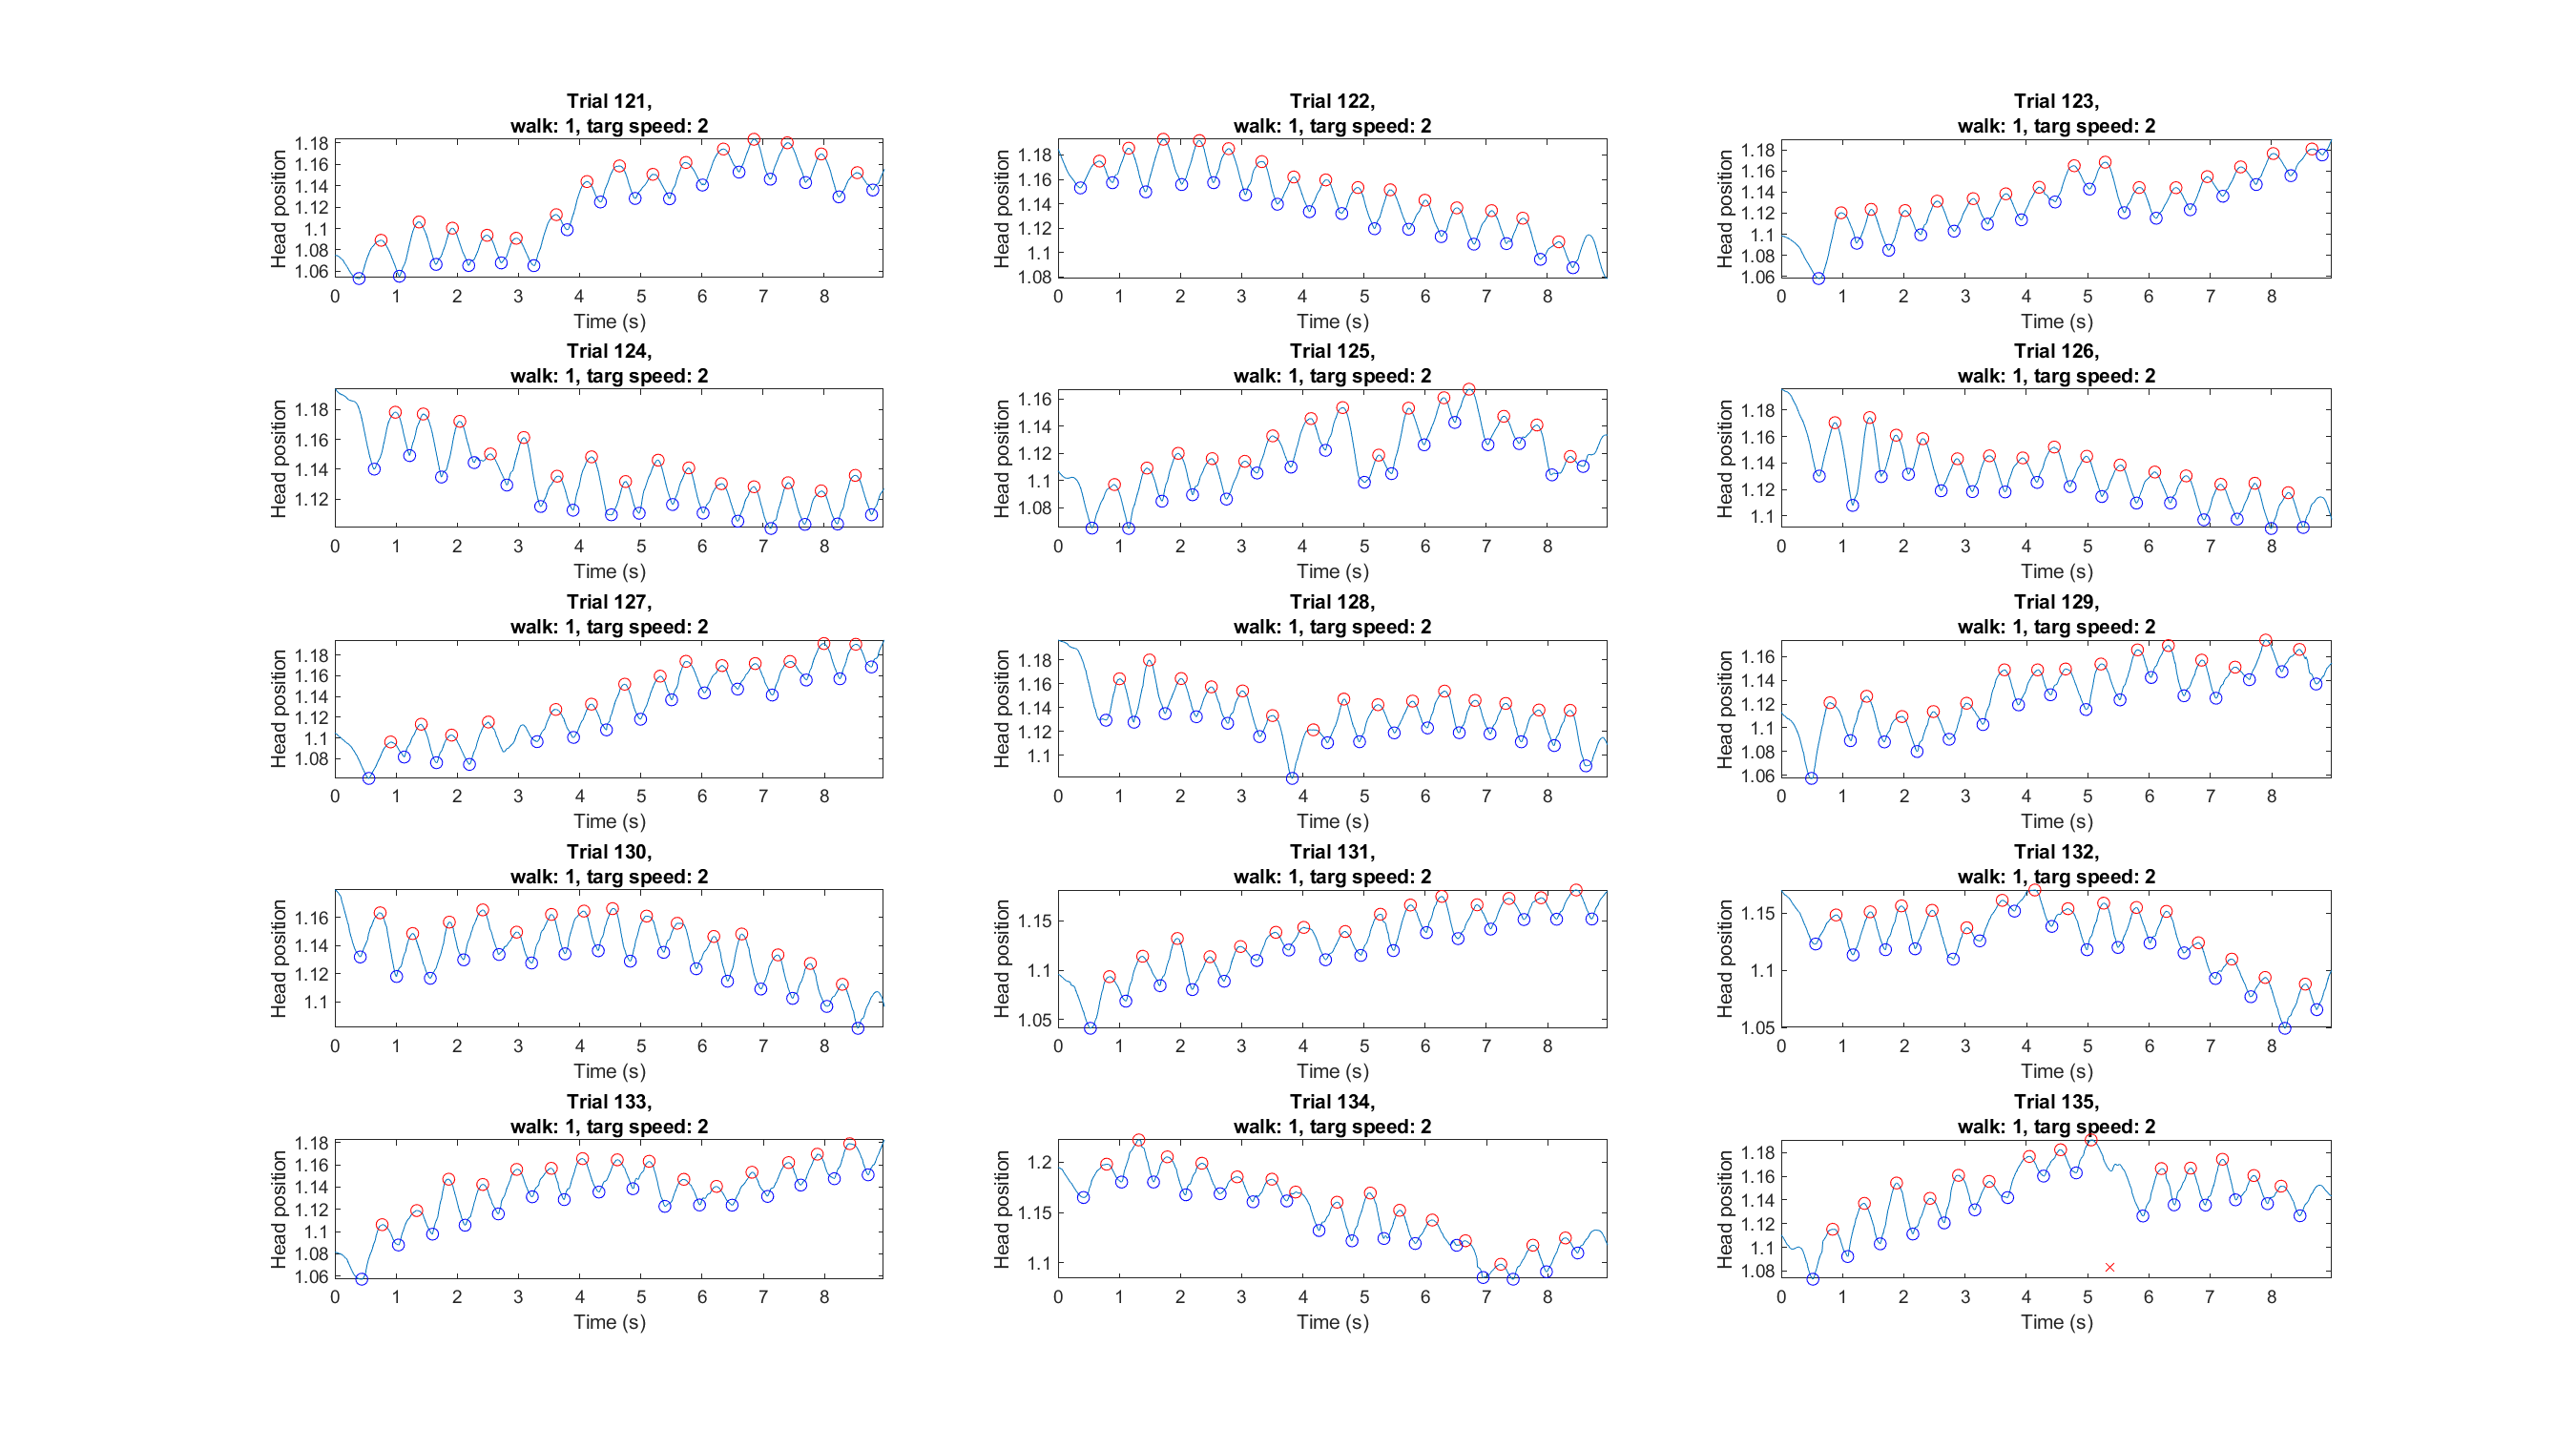 Trial 121,
walk: 1, targ speed: 2
Head position
1.18
1.16
1.14
1.12
1.1
1.08
1.06
0 1 2 3 4 5 6 7 8
Time (s)
Trial 122,
walk: 1, targ speed: 2
Head position
1.18
1.16
1.14
1.12
1.1
1.08
0 1 2 3 4 5 6 7 8
Time (s)
Trial 123,
walk: 1, targ speed: 2
Head position
1.18
1.16
1.14
1.12
1.1
1.08
1.06
0 1 2 3 4 5 6 7 8
Time (s)
Trial 124,
walk: 1, targ speed: 2
Head position
1.18
1.16
1.14
1.12
0 1 2 3 4 5 6 7 8
Time (s)
Trial 125,
walk: 1, targ speed: 2
Head position
1.16
1.14
1.12
1.1
1.08
0 1 2 3 4 5 6 7 8
Time (s)
Trial 126,
walk: 1, targ speed: 2
Head position
1.18
1.16
1.14
1.12
1.1
0 1 2 3 4 5 6 7 8
Time (s)
Trial 127,
walk: 1, targ speed: 2
Head position
1.18
1.16
1.14
1.12
1.1
1.08
0 1 2 3 4 5 6 7 8
Time (s)
Trial 128,
walk: 1, targ speed: 2
Head position
1.18
1.16
1.14
1.12
1.1
0 1 2 3 4 5 6 7 8
Time (s)
Trial 129,
walk: 1, targ speed: 2
Head position
1.16
1.14
1.12
1.1
1.08
1.06
0 1 2 3 4 5 6 7 8
Time (s)
Trial 130,
walk: 1, targ speed: 2
Head position
1.16
1.14
1.12
1.1
0 1 2 3 4 5 6 7 8
Time (s)
Trial 131,
walk: 1, targ speed: 2
Head position
1.15
1.1
1.05
0 1 2 3 4 5 6 7 8
Time (s)
Trial 132,
walk: 1, targ speed: 2
Head position
1.15
1.1
1.05
0 1 2 3 4 5 6 7 8
Time (s)
Trial 133,
walk: 1, targ speed: 2
Head position
1.18
1.16
1.14
1.12
1.1
1.08
1.06
0 1 2 3 4 5 6 7 8
Time (s)
Trial 134,
walk: 1, targ speed: 2
Head position
1.2
1.15
1.1
0 1 2 3 4 5 6 7 8
Time (s)
Trial 135,
walk: 1, targ speed: 2
Head position
1.18
1.16
1.14
1.12
1.1
1.08
0 1 2 3 4 5 6 7 8
Time (s)